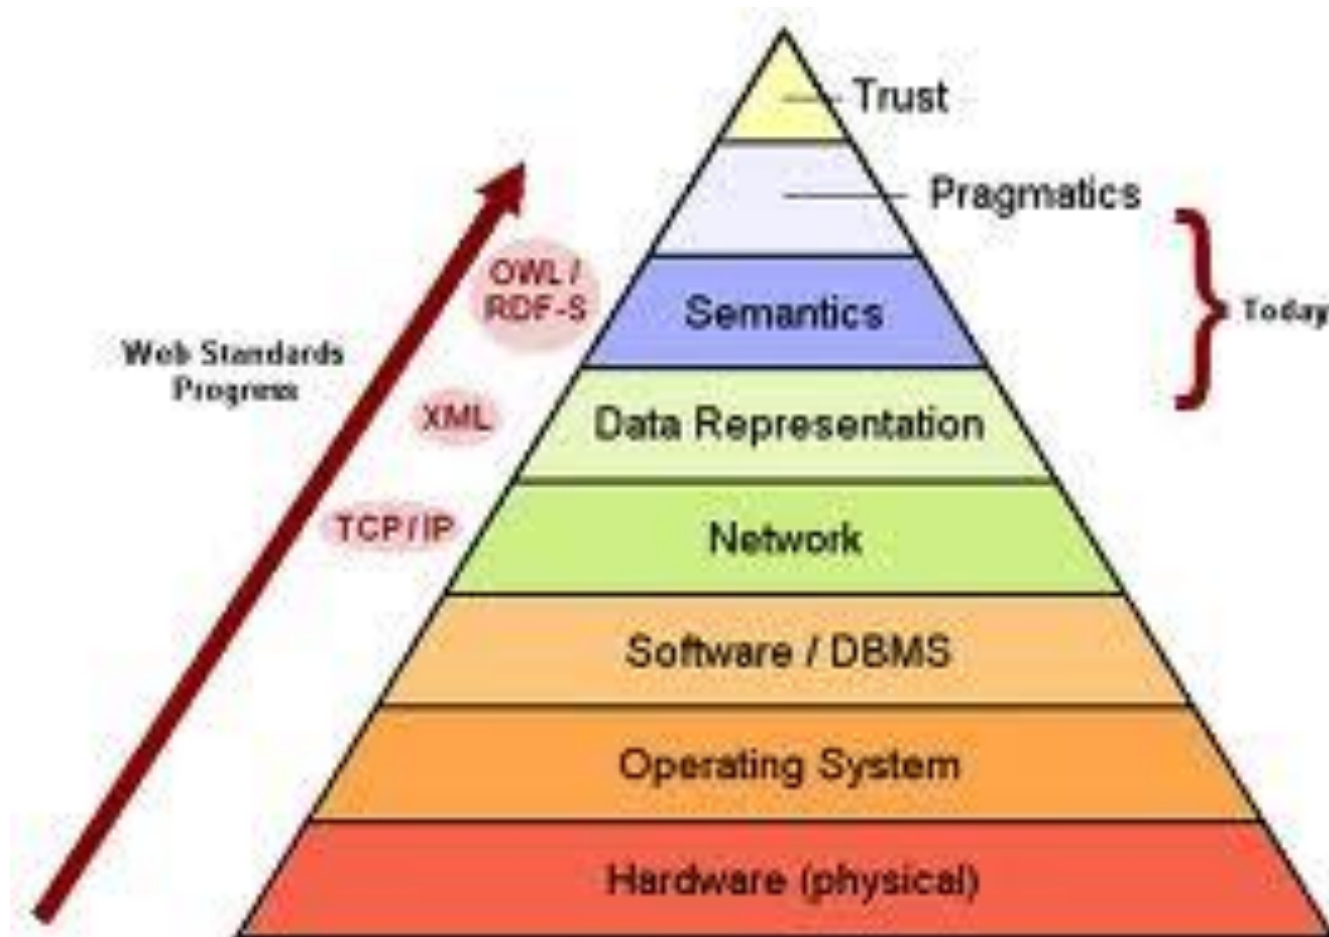 Trust
Pragmatics
OWL /
RDF-S
Semantics
Today
Web Standards
Progress
XML
Data Representation
TCP / IP
Network
Software / DBMS
Operating System
Hardware (physical)